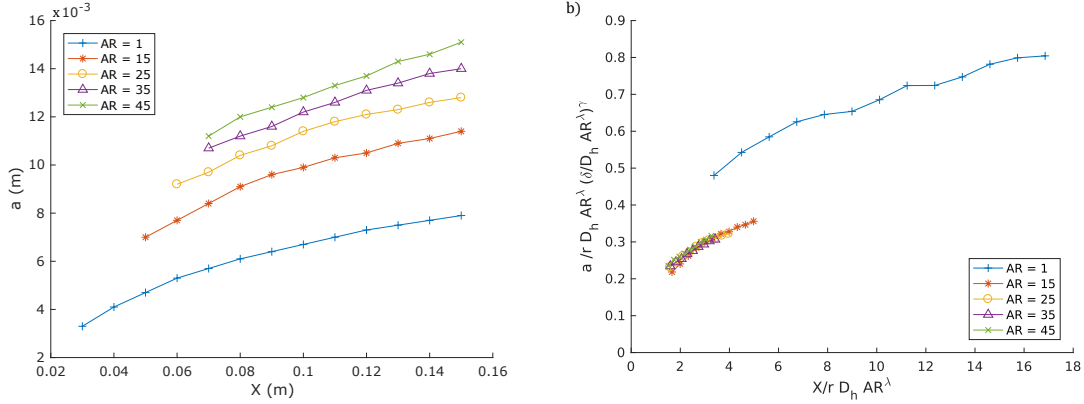 ×10⁻³
16
14
12
10
8
6
4
2
a (m)
AR = 1
AR = 15
AR = 25
AR = 35
AR = 45
0.02 0.04 0.06 0.08 0.1 0.12 0.14 0.16
X (m)
b)
0.9
0.8
0.7
0.6
0.5
0.4
0.3
0.2
0.1
0
a /r D_h AR^λ (δ/D_h AR^λ)^γ
AR = 1
AR = 15
AR = 25
AR = 35
AR = 45
0 2 4 6 8 10 12 14 16 18
X/r D_h AR^λ